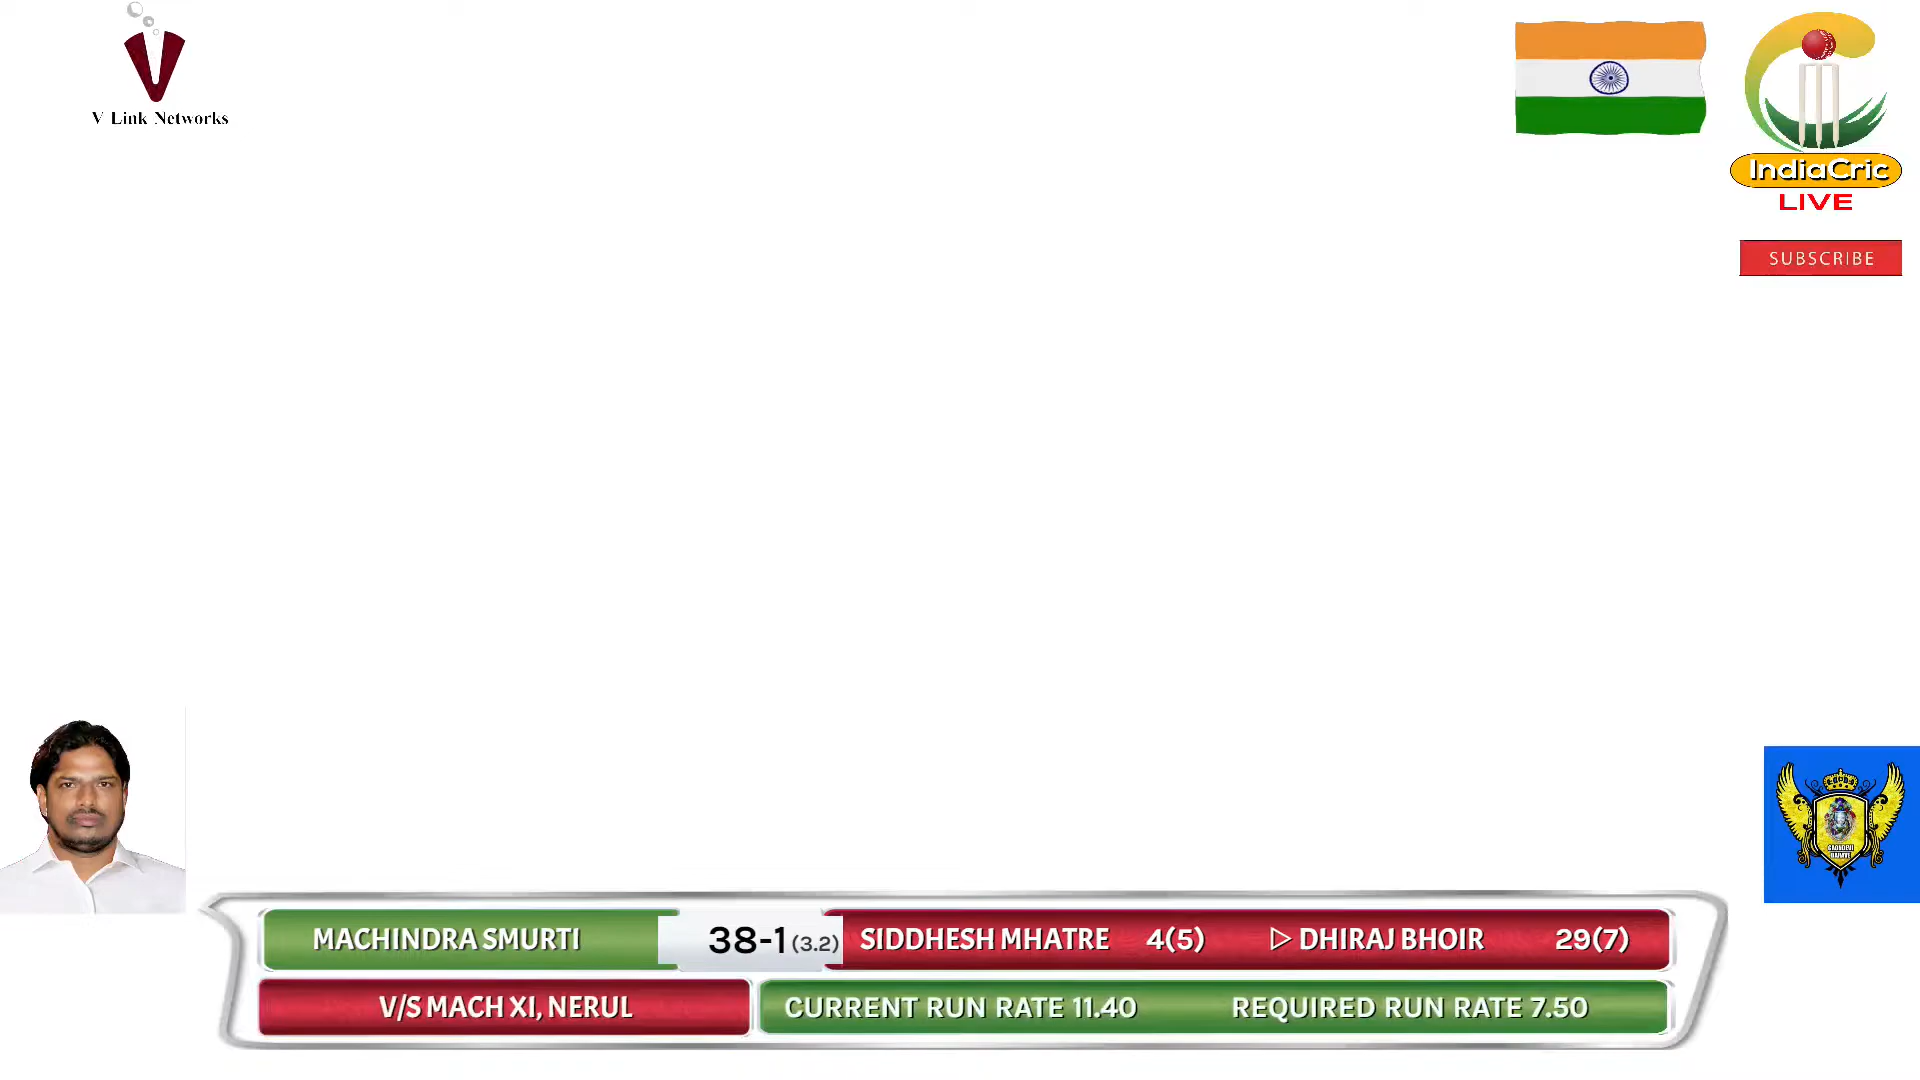 V Link Networks
IndiaCric
LIVE
SUBSCRIBE
GAONDEVI
MACHINDRA SMURTI 38-1 (3.2) SIDDHESH MHATRE 4(5) ▷ DHIRAJ BHOIR 29(7)
V/S MACH XI, NERUL CURRENT RUN RATE 11.40 REQUIRED RUN RATE 7.50